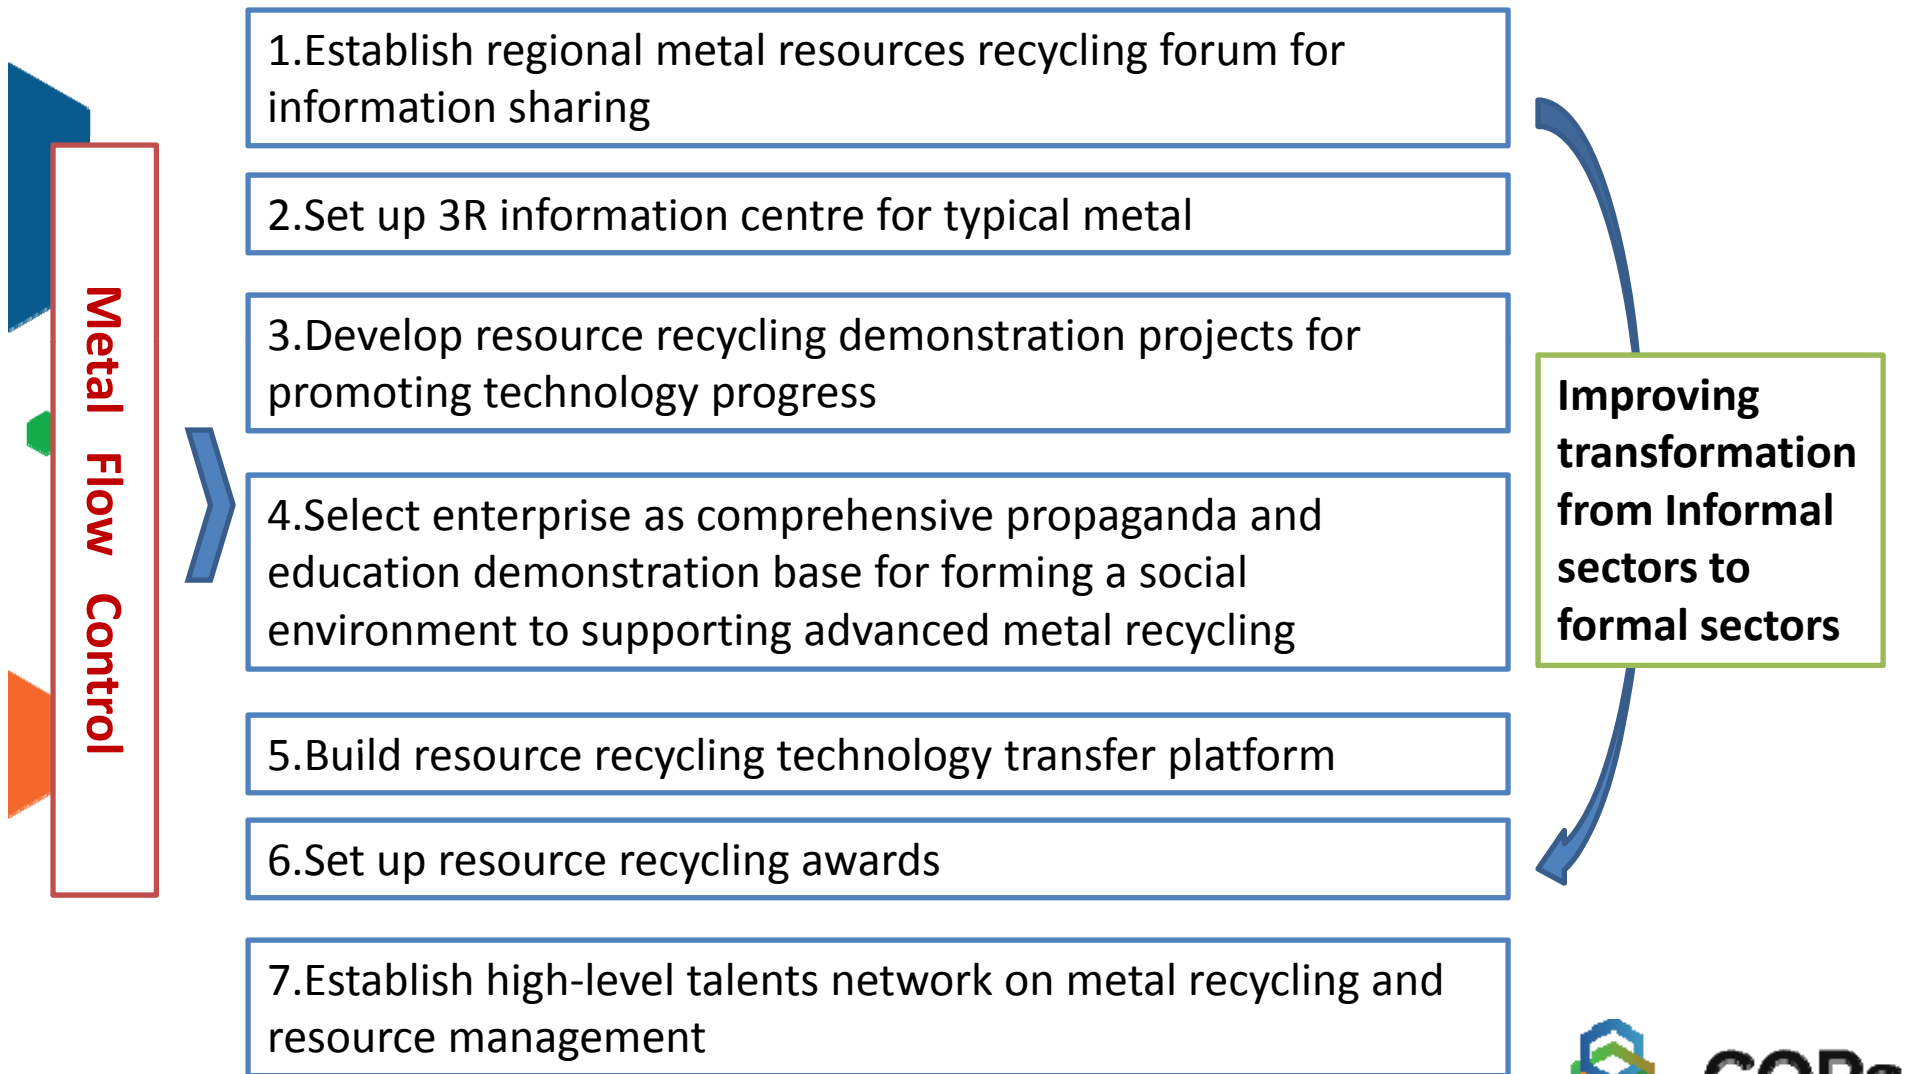 1.Establish regional metal resources recycling forum for
information sharing
2.Set up 3R information centre for typical metal
3.Develop resource recycling demonstration projects for
promoting technology progress
4.Select enterprise as comprehensive propaganda and
education demonstration base for forming a social
environment to supporting advanced metal recycling
5.Build resource recycling technology transfer platform
6.Set up resource recycling awards
7.Establish high-level talents network on metal recycling and
resource management
Metal Flow Control
Improving
transformation
from Informal
sectors to
formal sectors